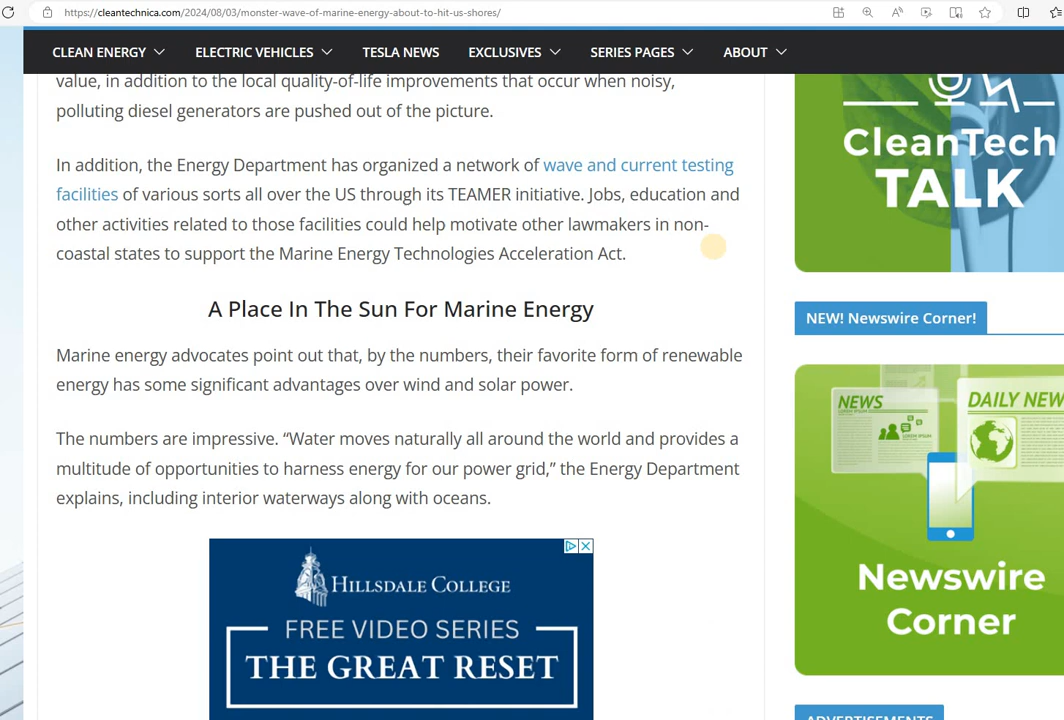 https://cleantechnica.com/2024/08/03/monster-wave-of-marine-energy-about-to-hit-us-shores/
CLEAN ENERGY
ELECTRIC VEHICLES
TESLA NEWS
EXCLUSIVES
SERIES PAGES
ABOUT
value, in addition to the local quality-of-life improvements that occur when noisy,
polluting diesel generators are pushed out of the picture.
In addition, the Energy Department has organized a network of wave and current testing
facilities of various sorts all over the US through its TEAMER initiative. Jobs, education and
other activities related to those facilities could help motivate other lawmakers in non-
coastal states to support the Marine Energy Technologies Acceleration Act.
A Place In The Sun For Marine Energy
Marine energy advocates point out that, by the numbers, their favorite form of renewable
energy has some significant advantages over wind and solar power.
The numbers are impressive. “Water moves naturally all around the world and provides a
multitude of opportunities to harness energy for our power grid,” the Energy Department
explains, including interior waterways along with oceans.
HILLSDALE COLLEGE
FREE VIDEO SERIES
THE GREAT RESET
CleanTech
TALK
NEW! Newswire Corner!
NEWS
DAILY NEW
Newswire
Corner
ADVERTISEMENTS